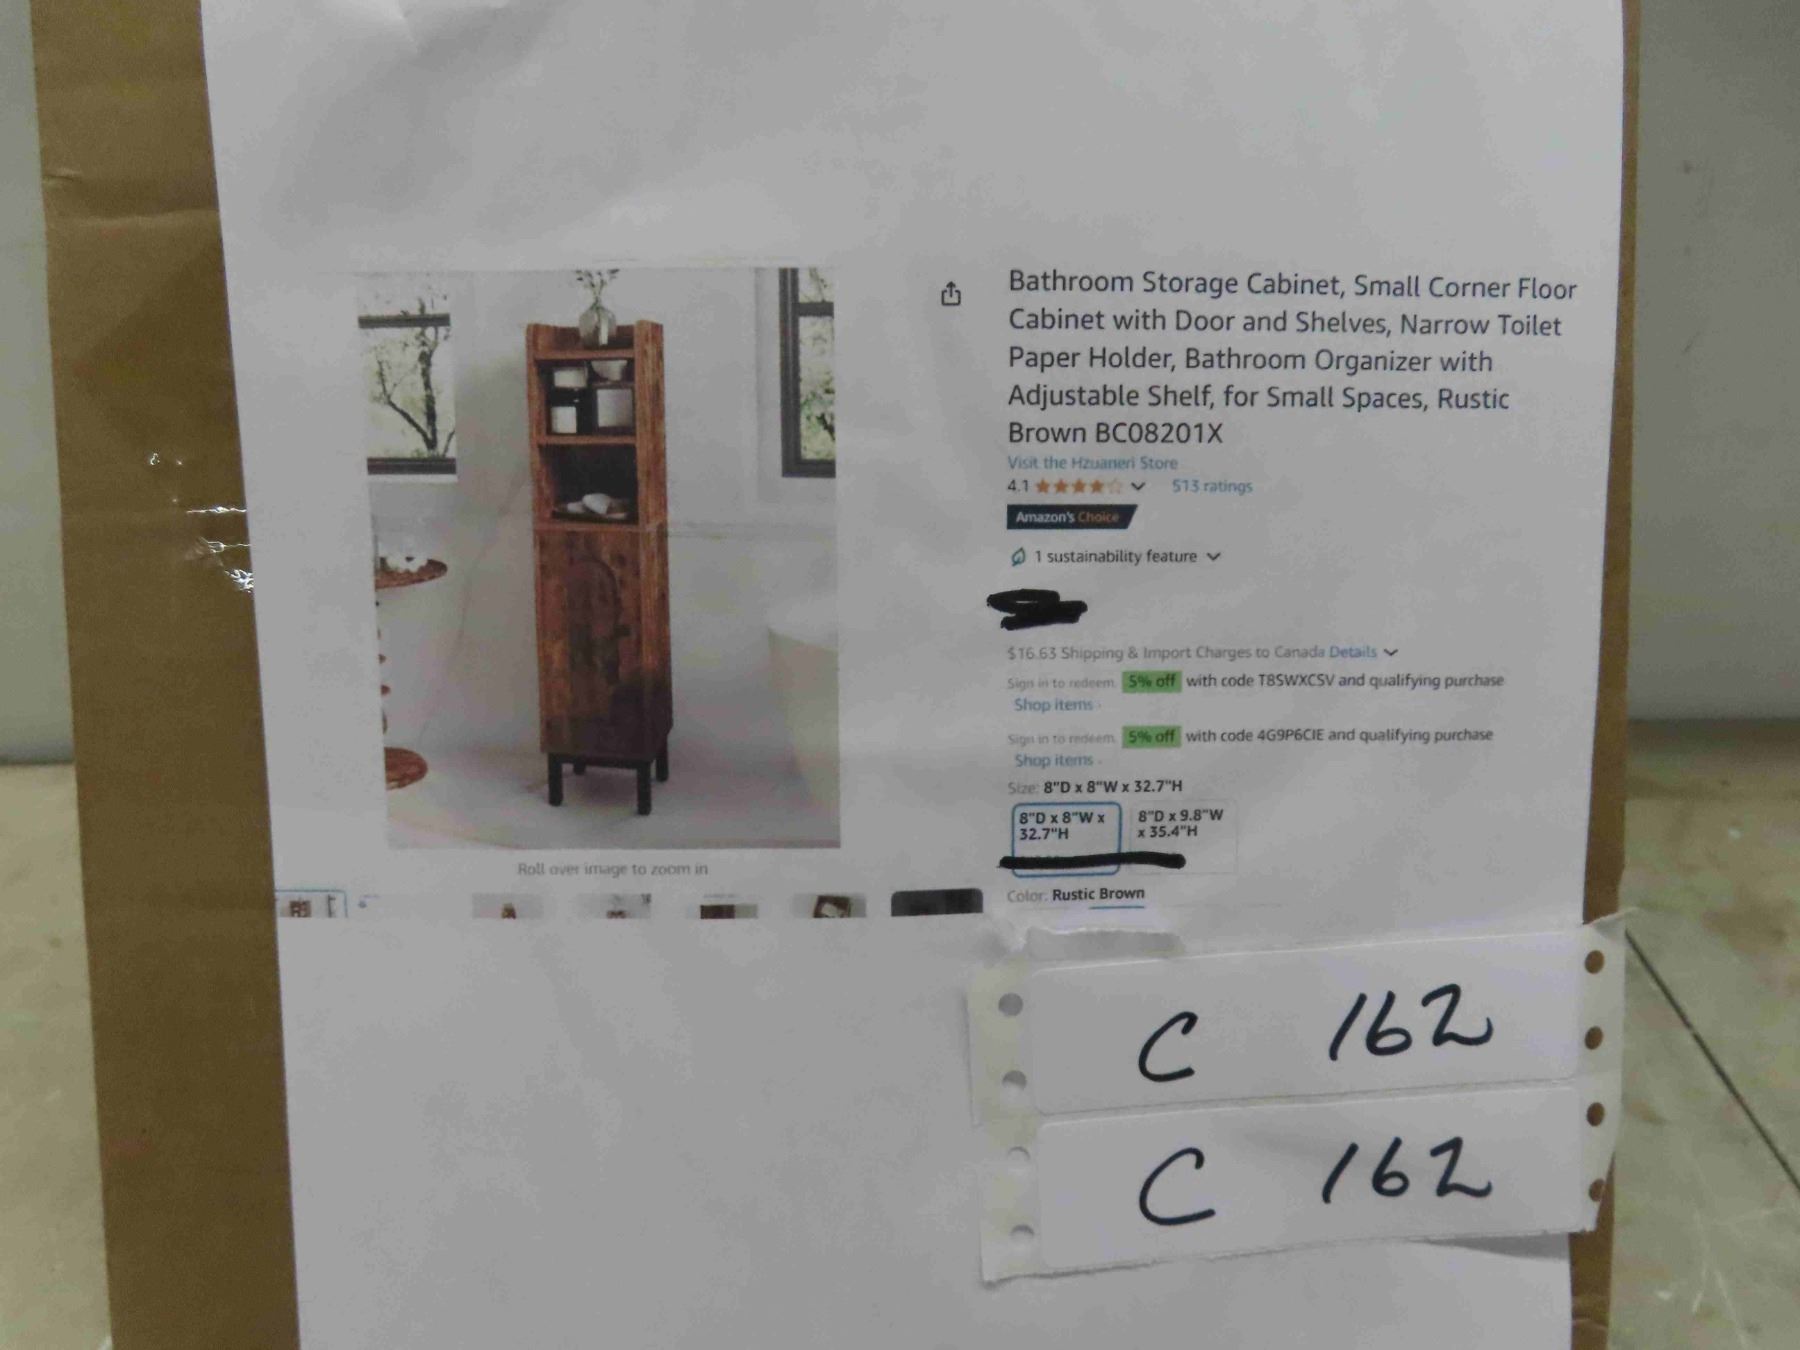 Bathroom Storage Cabinet, Small Corner Floor
Cabinet with Door and Shelves, Narrow Toilet
Paper Holder, Bathroom Organizer with
Adjustable Shelf, for Small Spaces, Rustic
Brown BC08201X
Visit the Hzuaneri Store
4.1 513 ratings
Amazon's Choice
1 sustainability feature
$16.63 Shipping & Import Charges to Canada Details
Sign in to redeem. 5% off with code T8SWXCSV and qualifying purchase
Shop items
Sign in to redeem. 5% off with code 4G9P6CIE and qualifying purchase
Shop items
Size: 8"D x 8"W x 32.7"H
8"D x 8"W x
32.7"H
8"D x 9.8"W
x 35.4"H
Roll over image to zoom in
Color: Rustic Brown
C 162
C 162